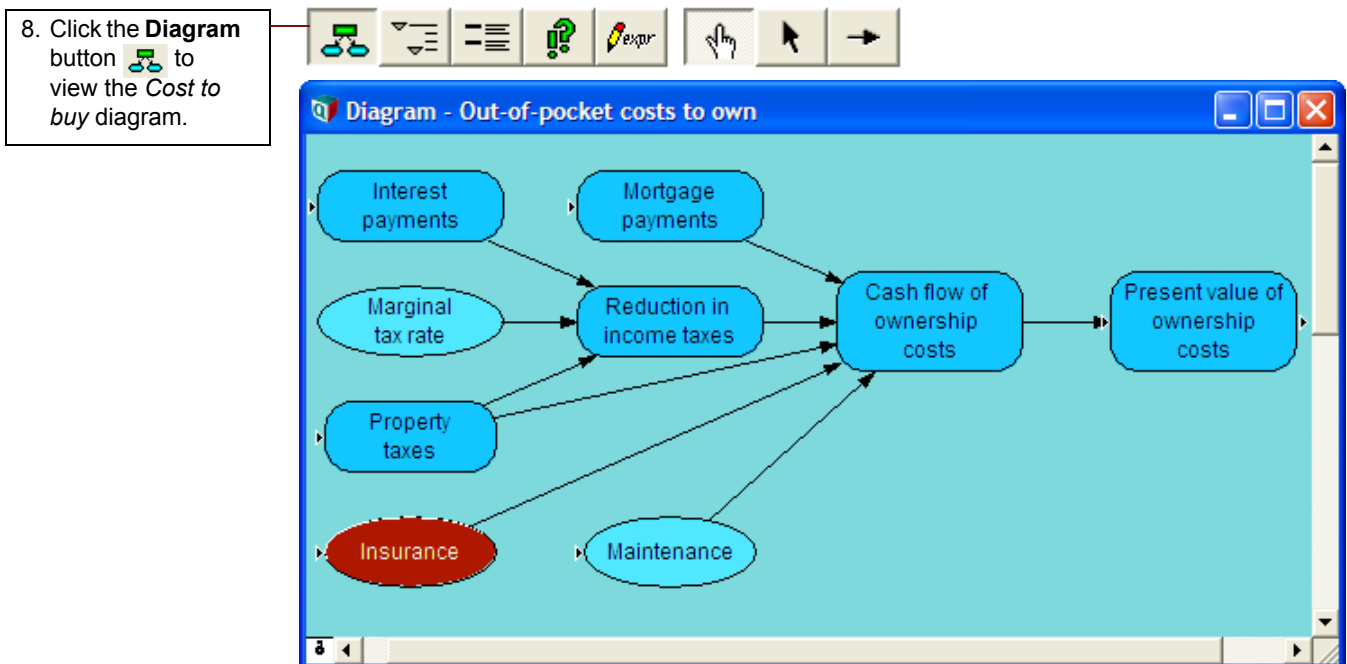 8. Click the Diagram
button to
view the Cost to
buy diagram.
expr
Diagram - Out-of-pocket costs to own
Interest
payments
Mortgage
payments
Marginal
tax rate
Reduction in
income taxes
Cash flow of
ownership
costs
Present value of
ownership
costs
Property
taxes
Insurance
Maintenance